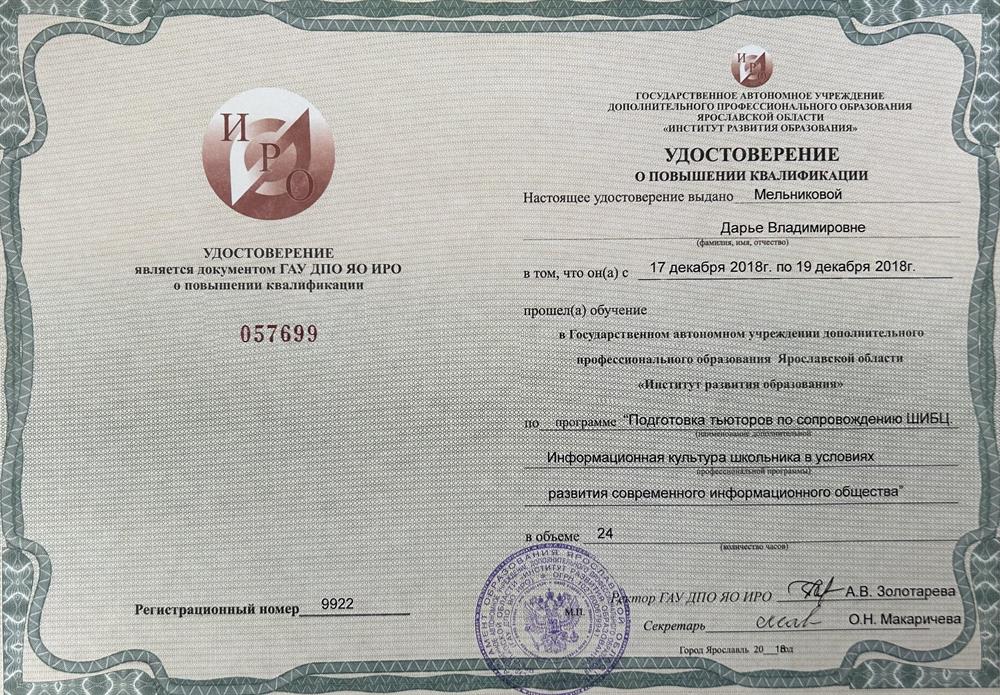 ИРО
УДОСТОВЕРЕНИЕ
является документом ГАУ ДПО ЯО ИРО
о повышении квалификации
057699
Регистрационный номер 9922
ИРО
ГОСУДАРСТВЕННОЕ АВТОНОМНОЕ УЧРЕЖДЕНИЕ
ДОПОЛНИТЕЛЬНОГО ПРОФЕССИОНАЛЬНОГО ОБРАЗОВАНИЯ
ЯРОСЛАВСКОЙ ОБЛАСТИ
«ИНСТИТУТ РАЗВИТИЯ ОБРАЗОВАНИЯ»
УДОСТОВЕРЕНИЕ
О ПОВЫШЕНИИ КВАЛИФИКАЦИИ
Настоящее удостоверение выдано Мельниковой
Дарье Владимировне
(фамилия, имя, отчество)
в том, что он(а) с 17 декабря 2018г. по 19 декабря 2018г.
прошел(а) обучение
в Государственном автономном учреждении дополнительного
профессионального образования Ярославской области
«Институт развития образования»
по программе "Подготовка тьюторов по сопровождению ШИБЦ.
(наименование дополнительной
Информационная культура школьника в условиях
профессиональной программы)
развития современного информационного общества"
в объеме 24
(количество часов)
М.П.
Ректор ГАУ ДПО ЯО ИРО А.В. Золотарева
Секретарь О.Н. Макаричева
Город Ярославль 2018год